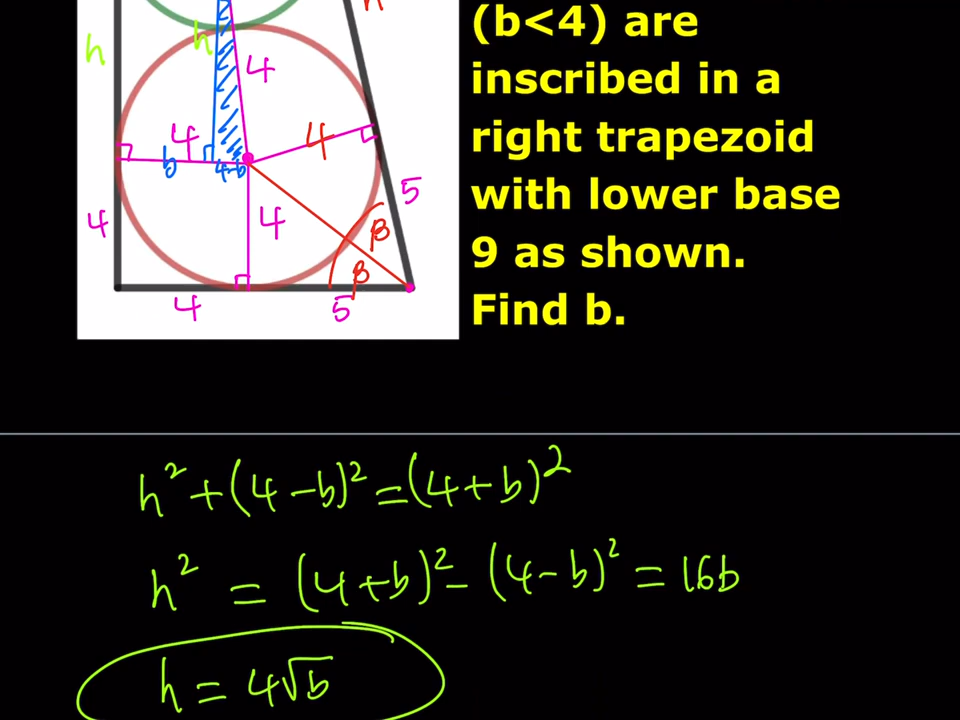 (b<4) are
inscribed in a
right trapezoid
with lower base
9 as shown.
Find b.
h
h
h
4
4
4
b
4-b
5
4
4
β
β
4
5
h² + (4 - b)² = (4 + b)²
h² = (4 + b)² - (4 - b)² = 16b
h = 4√b